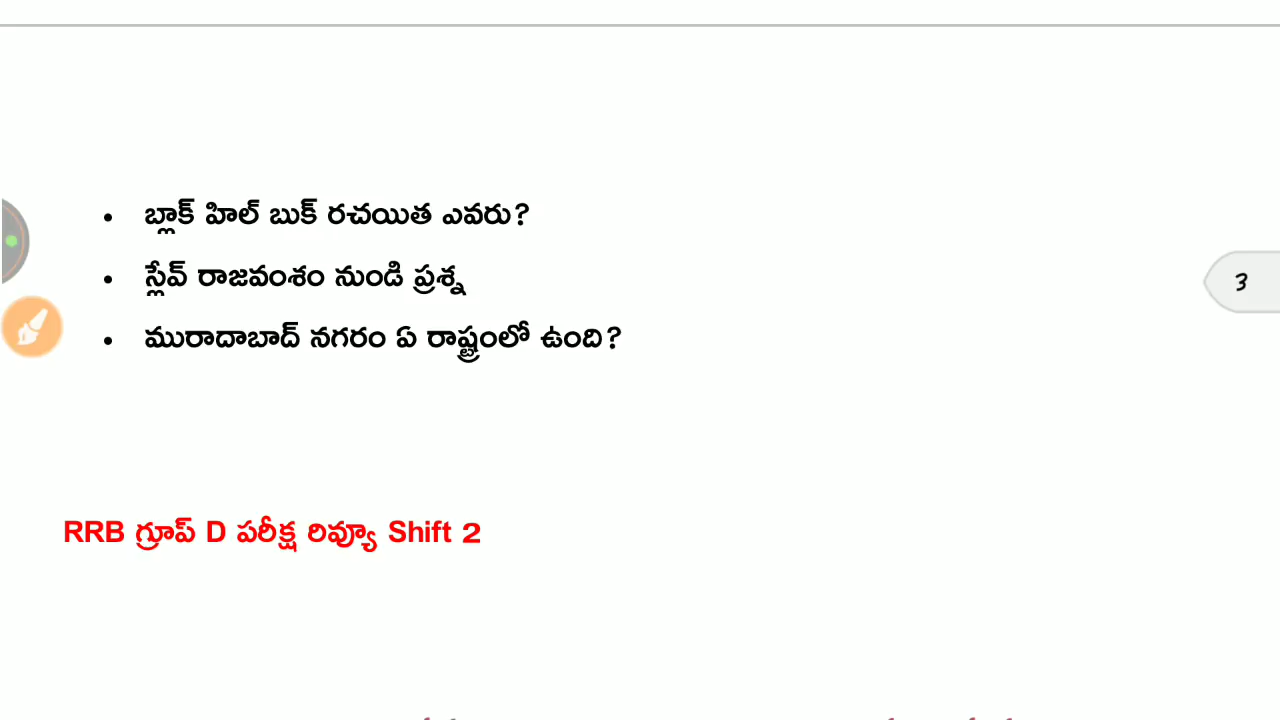 • బ్లాక్ హిల్ బుక్ రచయిత ఎవరు?
• స్లేవ్ రాజవంశం నుండి ప్రశ్న
3
• మురాదాబాద్ నగరం ఏ రాష్ట్రంలో ఉంది?
RRB గ్రూప్ D పరీక్ష రివ్యూ Shift 2